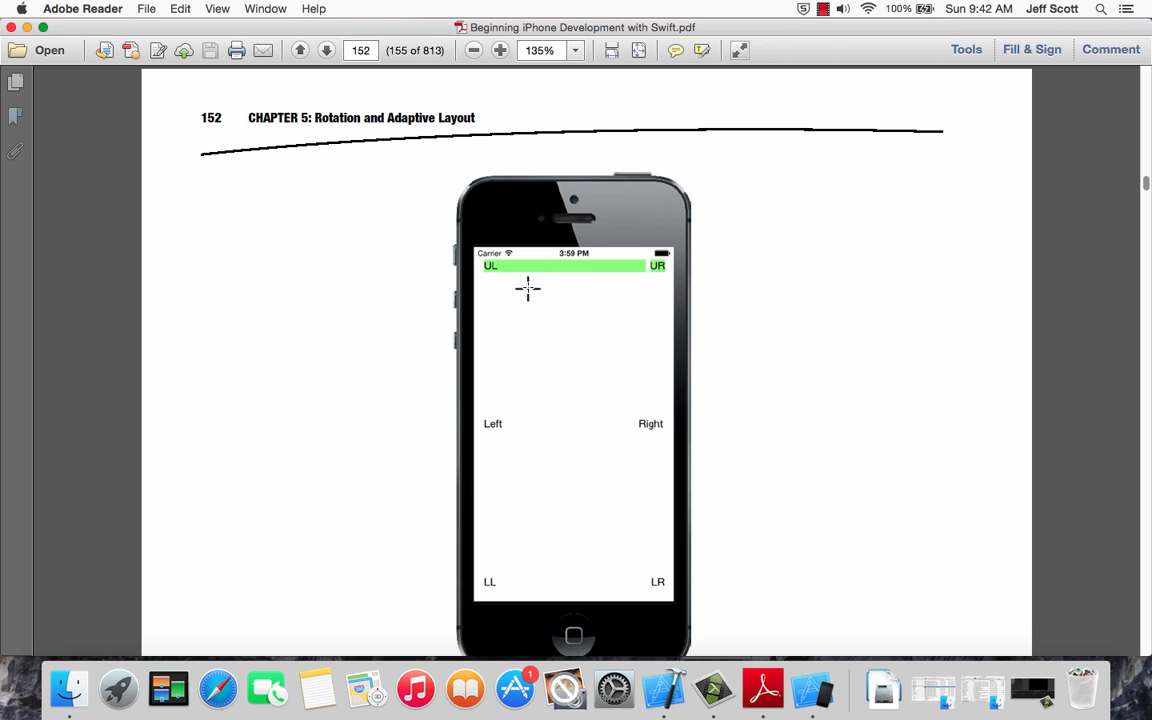 Adobe Reader File Edit View Window Help 100% Sun 9:42 AM Jeff Scott
Beginning iPhone Development with Swift.pdf
Open 152 (155 of 813) 135% Tools Fill & Sign Comment
152 CHAPTER 5: Rotation and Adaptive Layout
Carrier 3:59 PM
UL UR
Left Right
LL LR
1